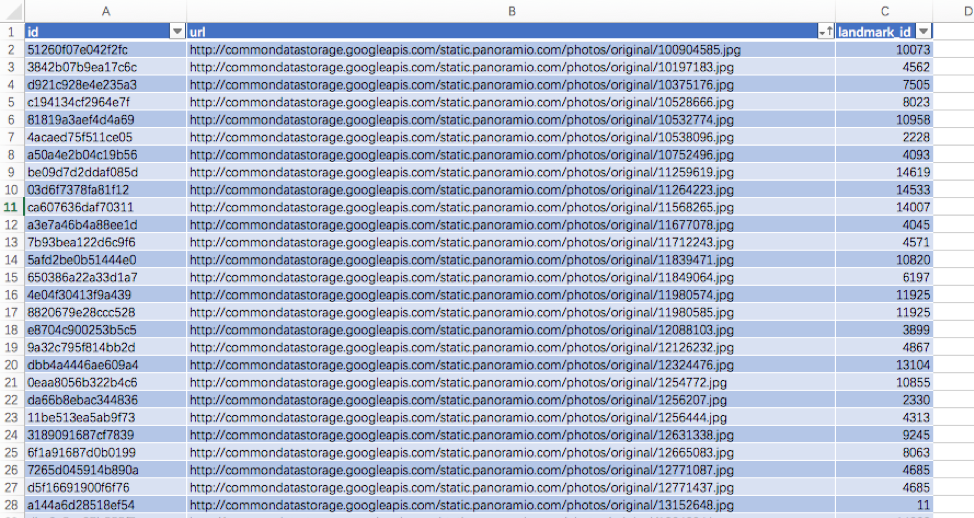 A B C D
1 id url landmark_id
2 51260f07e042f2fc http://commondatastorage.googleapis.com/static.panoramio.com/photos/original/100904585.jpg 10073
3 3842b07b9ea17c6c http://commondatastorage.googleapis.com/static.panoramio.com/photos/original/10197183.jpg 4562
4 d921c928e4e235a3 http://commondatastorage.googleapis.com/static.panoramio.com/photos/original/10375176.jpg 7505
5 c194134cf2964e7f http://commondatastorage.googleapis.com/static.panoramio.com/photos/original/10528666.jpg 8023
6 81819a3aef4d4a69 http://commondatastorage.googleapis.com/static.panoramio.com/photos/original/10532774.jpg 10958
7 4acaed75f511ce05 http://commondatastorage.googleapis.com/static.panoramio.com/photos/original/10538096.jpg 2228
8 a50a4e2b04c19b56 http://commondatastorage.googleapis.com/static.panoramio.com/photos/original/10752496.jpg 4093
9 be09d7d2ddaf085d http://commondatastorage.googleapis.com/static.panoramio.com/photos/original/11259619.jpg 14619
10 03d6f7378fa81f12 http://commondatastorage.googleapis.com/static.panoramio.com/photos/original/11264223.jpg 14533
11 ca607636daf70311 http://commondatastorage.googleapis.com/static.panoramio.com/photos/original/11568265.jpg 14007
12 a3e7a46b4a88ee1d http://commondatastorage.googleapis.com/static.panoramio.com/photos/original/11677078.jpg 4045
13 7b93bea122d6c9f6 http://commondatastorage.googleapis.com/static.panoramio.com/photos/original/11712243.jpg 4571
14 5afd2be0b51444e0 http://commondatastorage.googleapis.com/static.panoramio.com/photos/original/11839471.jpg 10820
15 650386a22a33d1a7 http://commondatastorage.googleapis.com/static.panoramio.com/photos/original/11849064.jpg 6197
16 4e04f30413f9a439 http://commondatastorage.googleapis.com/static.panoramio.com/photos/original/11980574.jpg 11925
17 8820679e28ccc528 http://commondatastorage.googleapis.com/static.panoramio.com/photos/original/11980585.jpg 11925
18 e8704c900253b5c5 http://commondatastorage.googleapis.com/static.panoramio.com/photos/original/12088103.jpg 3899
19 9a32c795f814bb2d http://commondatastorage.googleapis.com/static.panoramio.com/photos/original/12126232.jpg 4867
20 dbb4a4446ae609a4 http://commondatastorage.googleapis.com/static.panoramio.com/photos/original/12324476.jpg 13104
21 0eaa8056b322b4c6 http://commondatastorage.googleapis.com/static.panoramio.com/photos/original/1254772.jpg 10855
22 da66b8ebac344836 http://commondatastorage.googleapis.com/static.panoramio.com/photos/original/1256207.jpg 2330
23 11be513ea5ab9f73 http://commondatastorage.googleapis.com/static.panoramio.com/photos/original/1256444.jpg 4313
24 3189091687cf7839 http://commondatastorage.googleapis.com/static.panoramio.com/photos/original/12631338.jpg 9245
25 6f1a91687d0b0199 http://commondatastorage.googleapis.com/static.panoramio.com/photos/original/12665083.jpg 8063
26 7265d045914b890a http://commondatastorage.googleapis.com/static.panoramio.com/photos/original/12771087.jpg 4685
27 d5f16691900f6f76 http://commondatastorage.googleapis.com/static.panoramio.com/photos/original/12771437.jpg 4685
28 a144a6d28518ef54 http://commondatastorage.googleapis.com/static.panoramio.com/photos/original/13152648.jpg 11